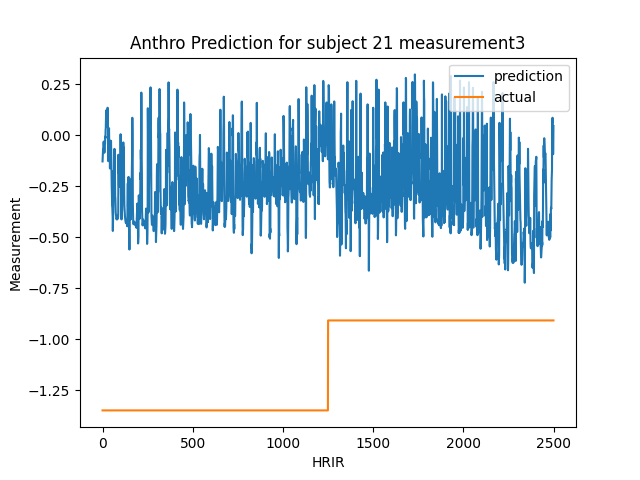 Anthro Prediction for subject 21 measurement3
prediction
actual
0.25
0.00
−0.25
−0.50
−0.75
−1.00
−1.25
Measurement
0 500 1000 1500 2000 2500
HRIR